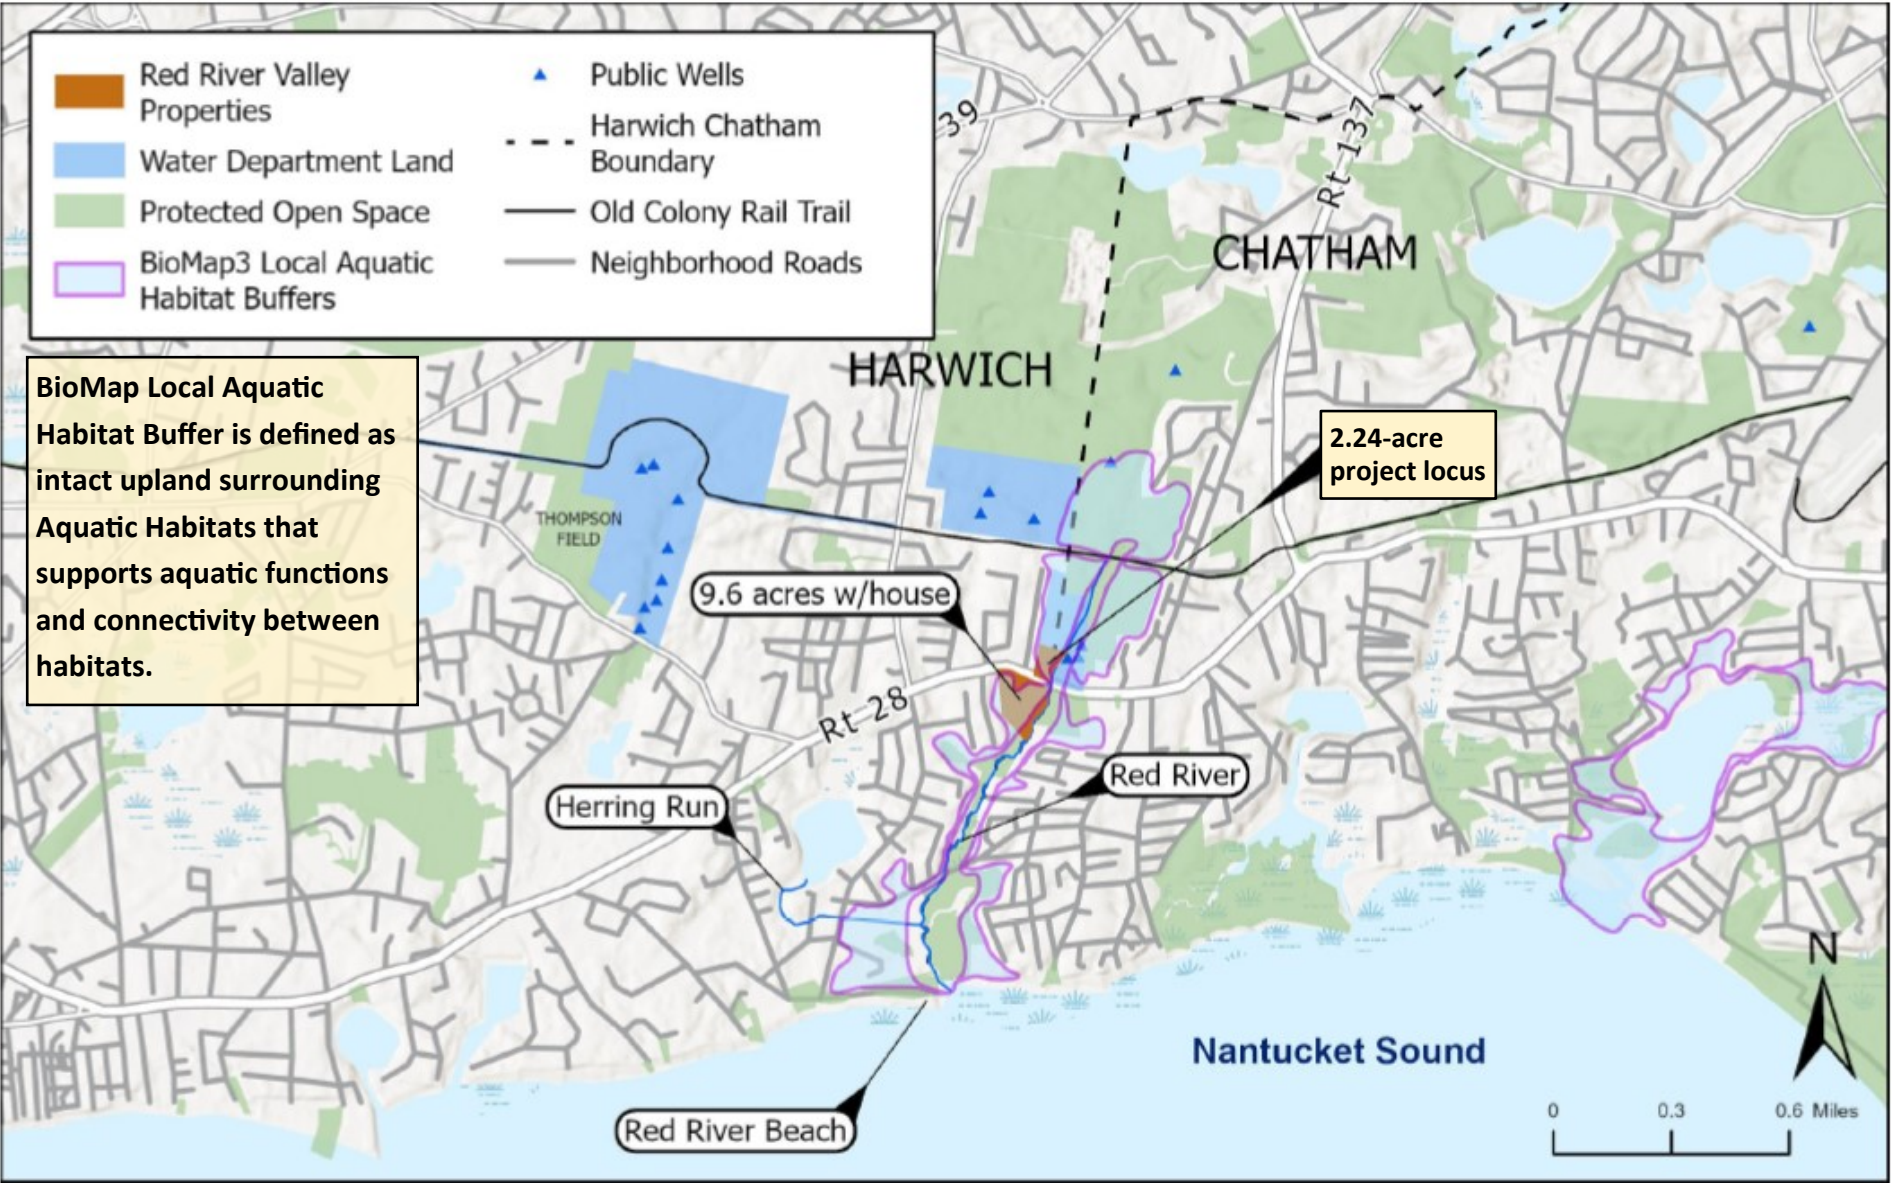 Red River Valley
Properties
Water Department Land
Protected Open Space
BioMap3 Local Aquatic
Habitat Buffers
Public Wells
Harwich Chatham
Boundary
Old Colony Rail Trail
Neighborhood Roads
39
Rt 137
CHATHAM
HARWICH
BioMap Local Aquatic
Habitat Buffer is defined as
intact upland surrounding
Aquatic Habitats that
supports aquatic functions
and connectivity between
habitats.
2.24-acre
project locus
THOMPSON
FIELD
9.6 acres w/house
Rt 28
Red River
Herring Run
Red River Beach
Nantucket Sound
N
0 0.3 0.6 Miles